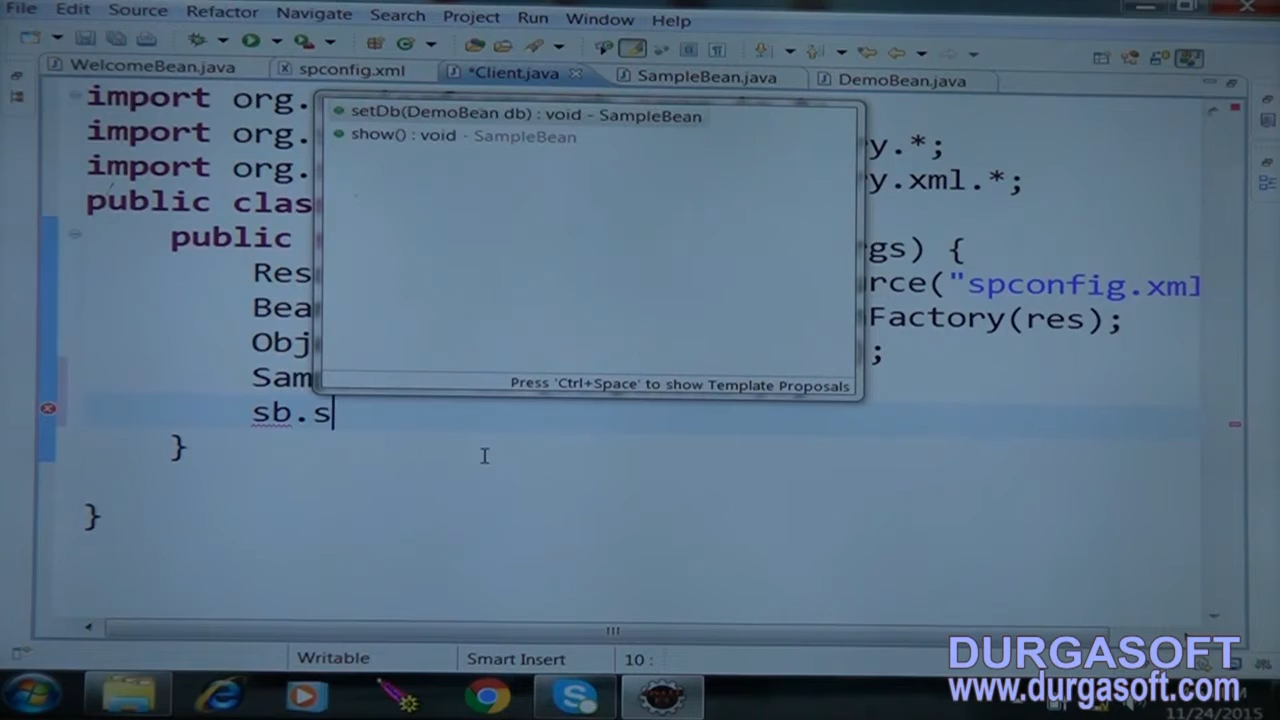 File Edit Source Refactor Navigate Search Project Run Window Help
WelcomeBean.java spconfig.xml *Client.java SampleBean.java DemoBean.java
import org.
setDb(DemoBean db) : void - SampleBean
import org. y.*;
show() : void - SampleBean
import org. y.xml.*;
public clas
public gs) {
Res rce("spconfig.xml
Bea Factory(res);
Obj ;
Sam
Press 'Ctrl+Space' to show Template Proposals
sb.s
}
}
Writable Smart Insert 10 :
DURGASOFT
www.durgasoft.com
11/24/2015